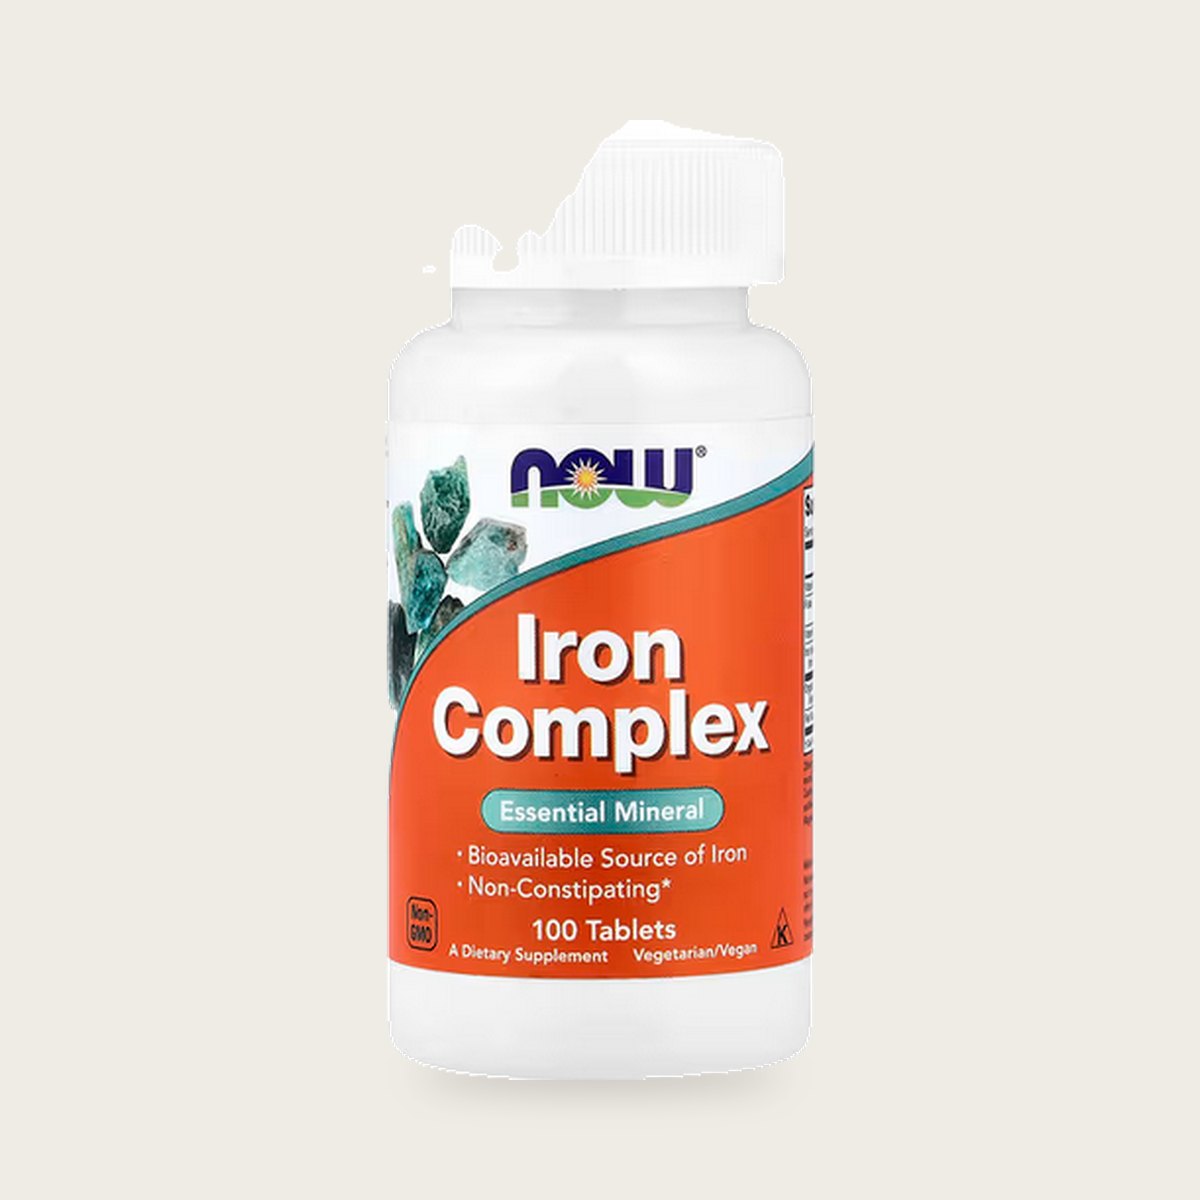 now®
Iron
Complex
Essential Mineral
• Bioavailable Source of Iron
• Non-Constipating*
100 Tablets
Non-
GMO
K
A Dietary Supplement Vegetarian/Vegan